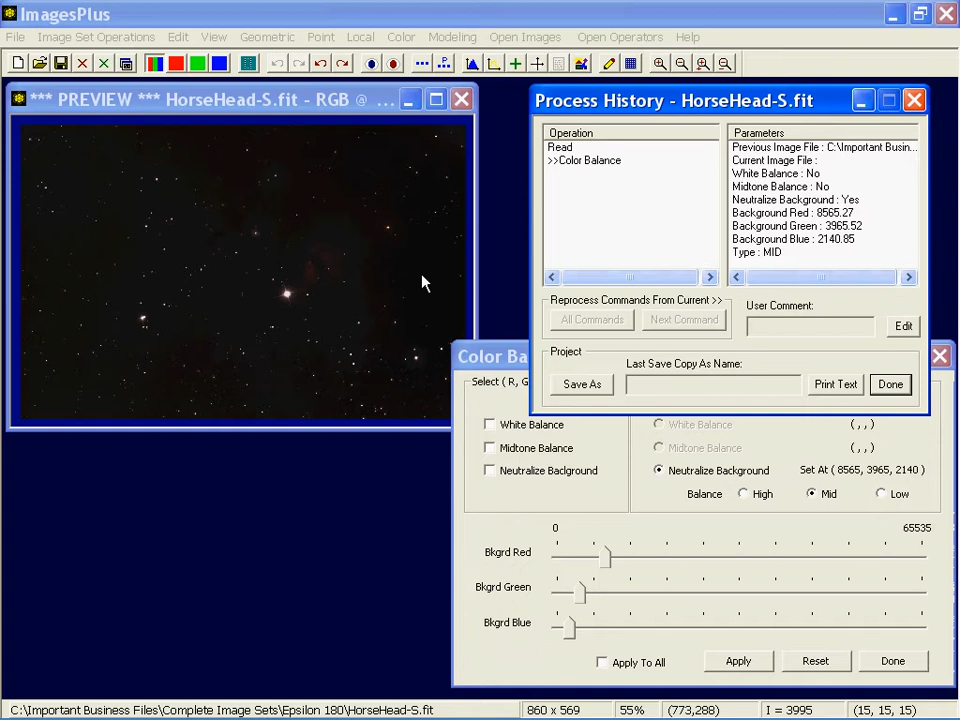 ImagesPlus
File Image Set Operations Edit View Geometric Point Local Color Modeling Open Images Open Operators Help
*** PREVIEW *** HorseHead-S.fit - RGB @ ...
Process History - HorseHead-S.fit
Operation
Read
>>Color Balance
Parameters
Previous Image File : C:\Important Busin...
Current Image File :
White Balance : No
Midtone Balance : No
Neutralize Background : Yes
Background Red : 8565.27
Background Green : 3965.52
Background Blue : 2140.85
Type : MID
Reprocess Commands From Current >>
All Commands Next Command
User Comment:
Edit
Project
Save As
Last Save Copy As Name:
Print Text Done
Color Ba
Select ( R, G
White Balance
Midtone Balance
Neutralize Baclground
White Balance ( , , )
Midtone Balance ( , , )
Neutralize Background Set At ( 8565, 3965, 2140 )
Balance High Mid Low
0 65535
Bkgrd Red
Bkgrd Green
Bkgrd Blue
Apply To All Apply Reset Done
C:\Important Business Files\Complete Image Sets\Epsilon 180\HorseHead-S.fit 860 x 569 55% (773,288) I = 3995 (15, 15, 15)